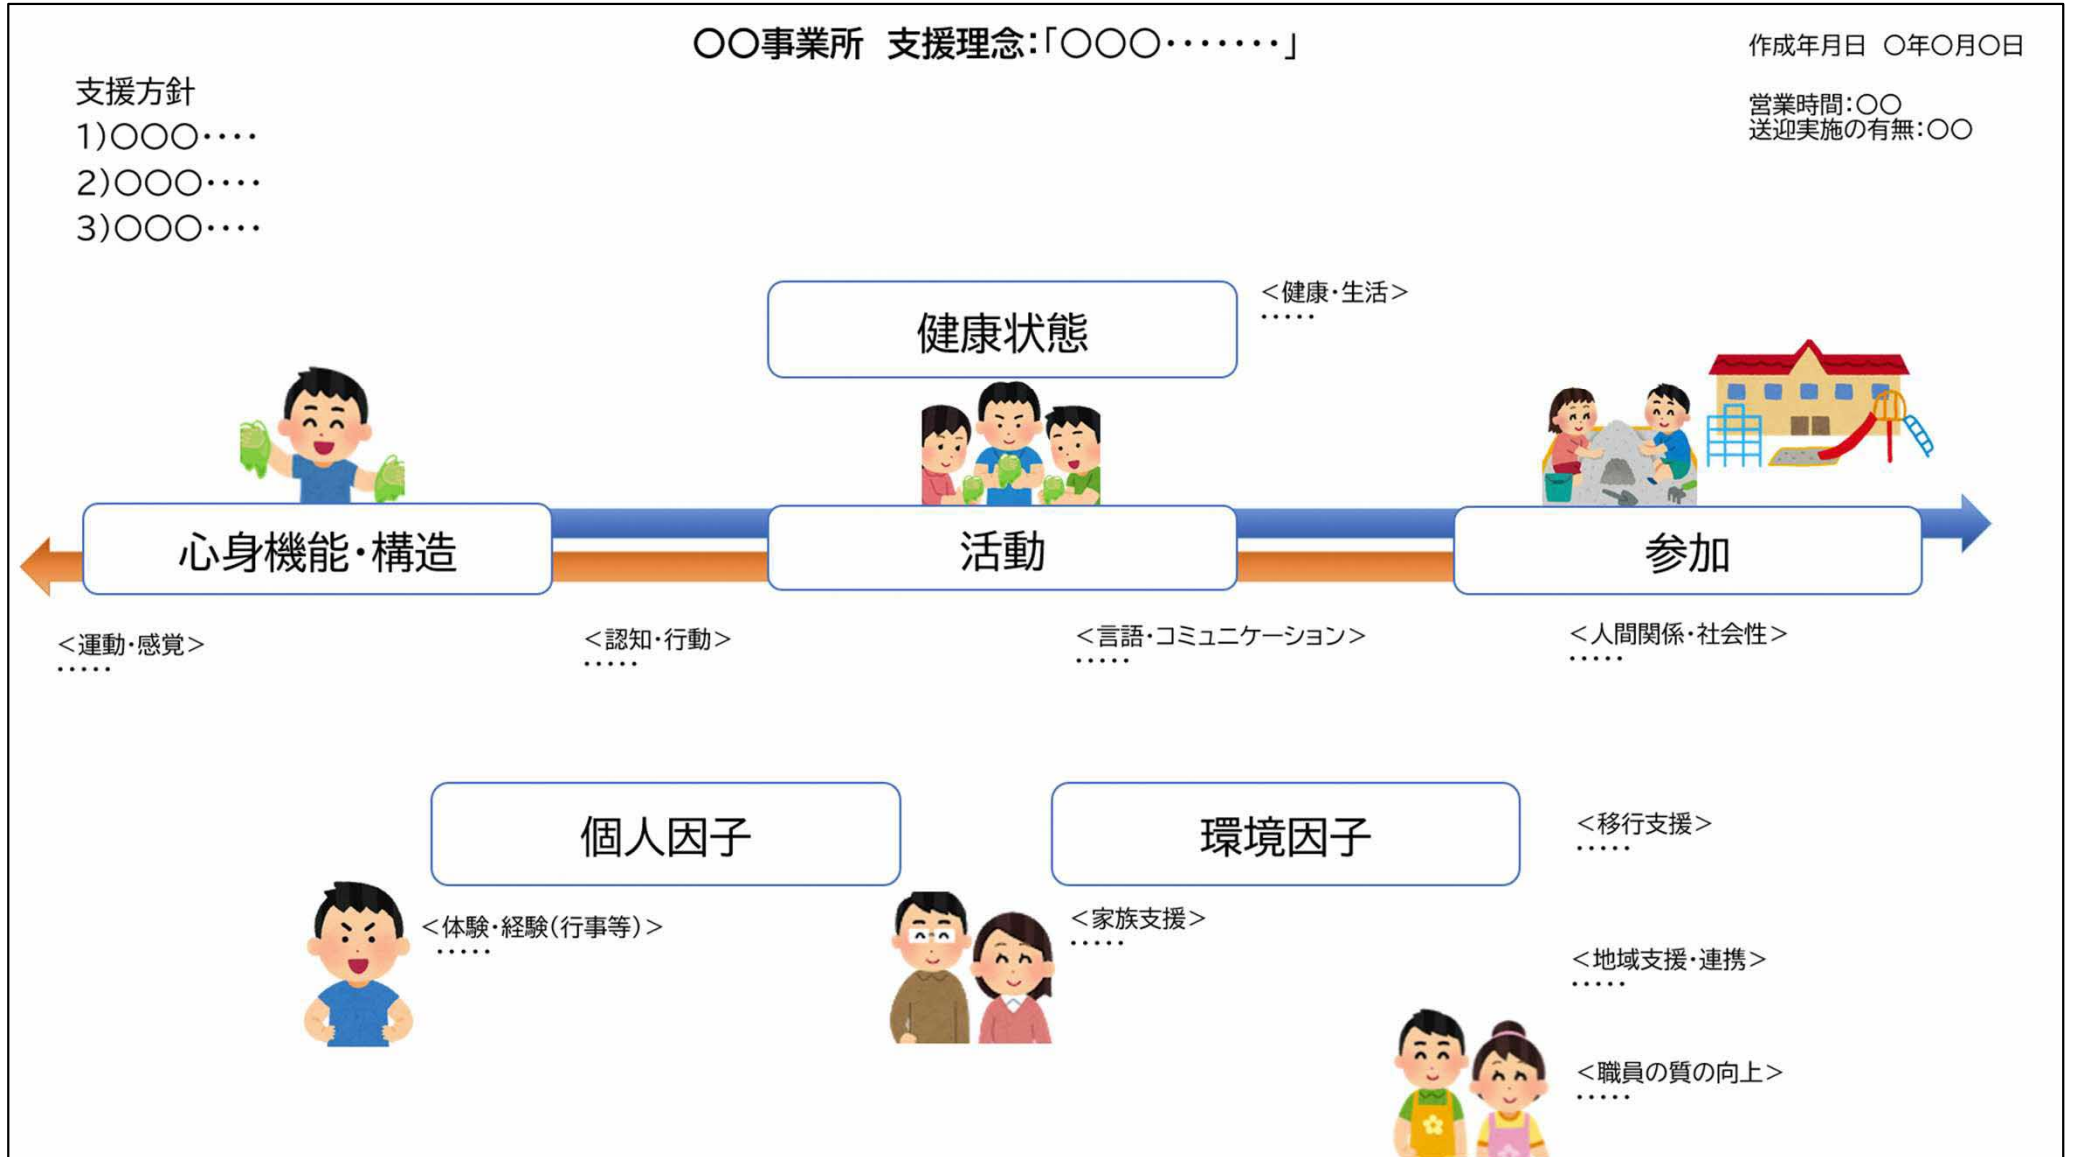 〇〇事業所　支援理念：「〇〇〇・・・・・・・」
作成年月日　〇年〇月〇日
営業時間：〇〇
送迎実施の有無：〇〇
支援方針
1）〇〇〇・・・・
2）〇〇〇・・・・
3）〇〇〇・・・・
健康状態
＜健康・生活＞
・・・・・
心身機能・構造
活動
参加
＜運動・感覚＞
・・・・・
＜認知・行動＞
・・・・・
＜言語・コミュニケーション＞
・・・・・
＜人間関係・社会性＞
・・・・・
個人因子
＜体験・経験（行事等）＞
・・・・・
環境因子
＜家族支援＞
・・・・・
＜移行支援＞
・・・・・
＜地域支援・連携＞
・・・・・
＜職員の質の向上＞
・・・・・